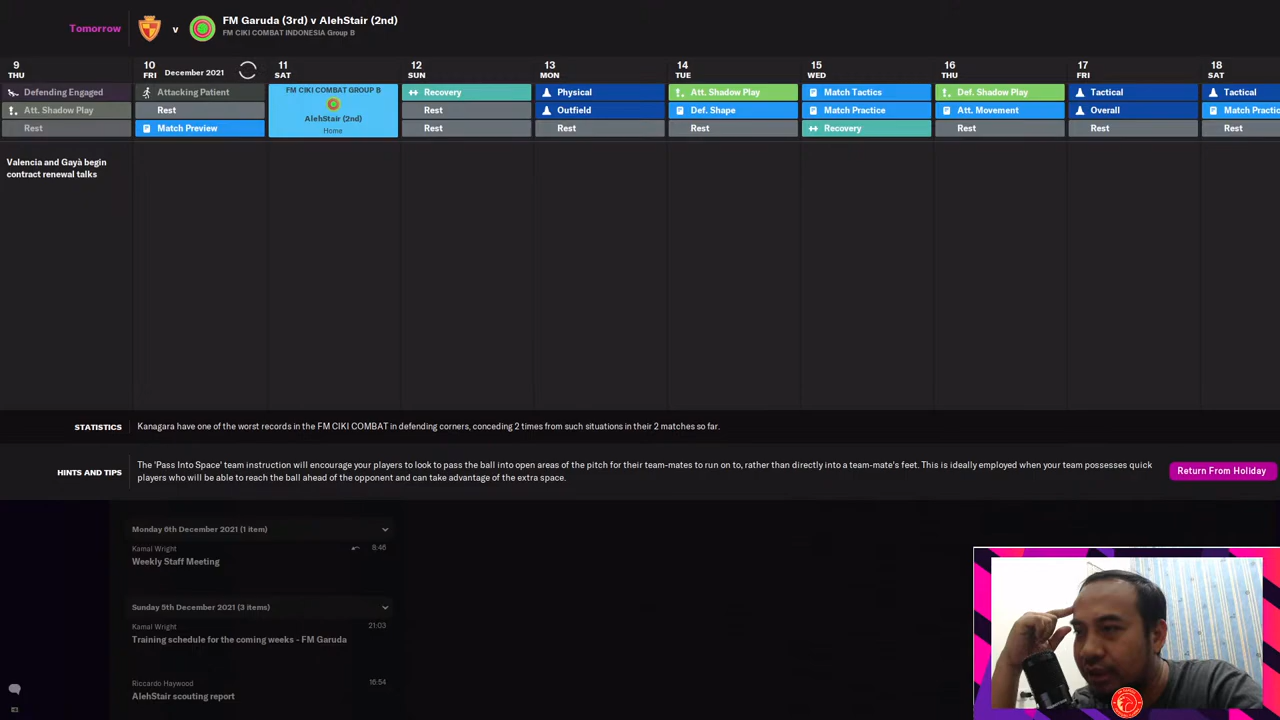 Tomorrow
v
FM Garuda (3rd) v AlehStair (2nd)
FM CIKI COMBAT INDONESIA Group B
9
THU
10
FRI
December 2021
11
SAT
12
SUN
13
MON
14
TUE
15
WED
16
THU
17
FRI
18
SAT
Defending Engaged
Att. Shadow Play
Rest
Attacking Patient
Rest
Match Preview
FM CIKI COMBAT GROUP B
AlehStair (2nd)
Home
Recovery
Rest
Rest
Physical
Outfield
Rest
Att. Shadow Play
Def. Shape
Rest
Match Tactics
Match Practice
Recovery
Def. Shadow Play
Att. Movement
Rest
Tactical
Overall
Rest
Tactical
Match Practic
Rest
Valencia and Gayà begin
contract renewal talks
STATISTICS
Kanagara have one of the worst records in the FM CIKI COMBAT in defending corners, conceding 2 times from such situations in their 2 matches so far.
HINTS AND TIPS
The 'Pass Into Space' team instruction will encourage your players to look to pass the ball into open areas of the pitch for their team-mates to run on to, rather than directly into a team-mate's feet. This is ideally employed when your team possesses quick
players who will be able to reach the ball ahead of the opponent and can take advantage of the extra space.
Return From Holiday
Monday 6th December 2021 (1 item)
Kamal Wright
8:46
Weekly Staff Meeting
Sunday 5th December 2021 (3 items)
Kamal Wright
21:03
Training schedule for the coming weeks - FM Garuda
Riccardo Haywood
16:54
AlehStair scouting report